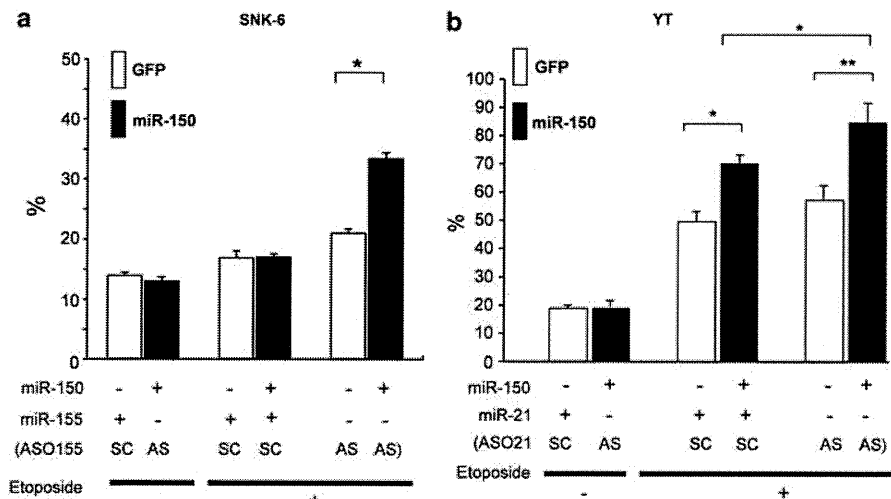 a
SNK-6
50
40
30
20
10
0
%
GFP
miR-150
*
miR-150 - + - + - +
miR-155 + - + + - -
(ASO155 SC AS SC SC AS AS)
Etoposide
+
b
YT
100
90
80
70
60
50
40
30
20
10
0
%
GFP
miR-150
*
*
**
miR-150 - + - + - +
miR-21 + - + + - -
(ASO21 SC AS SC SC AS AS)
Etoposide
- +